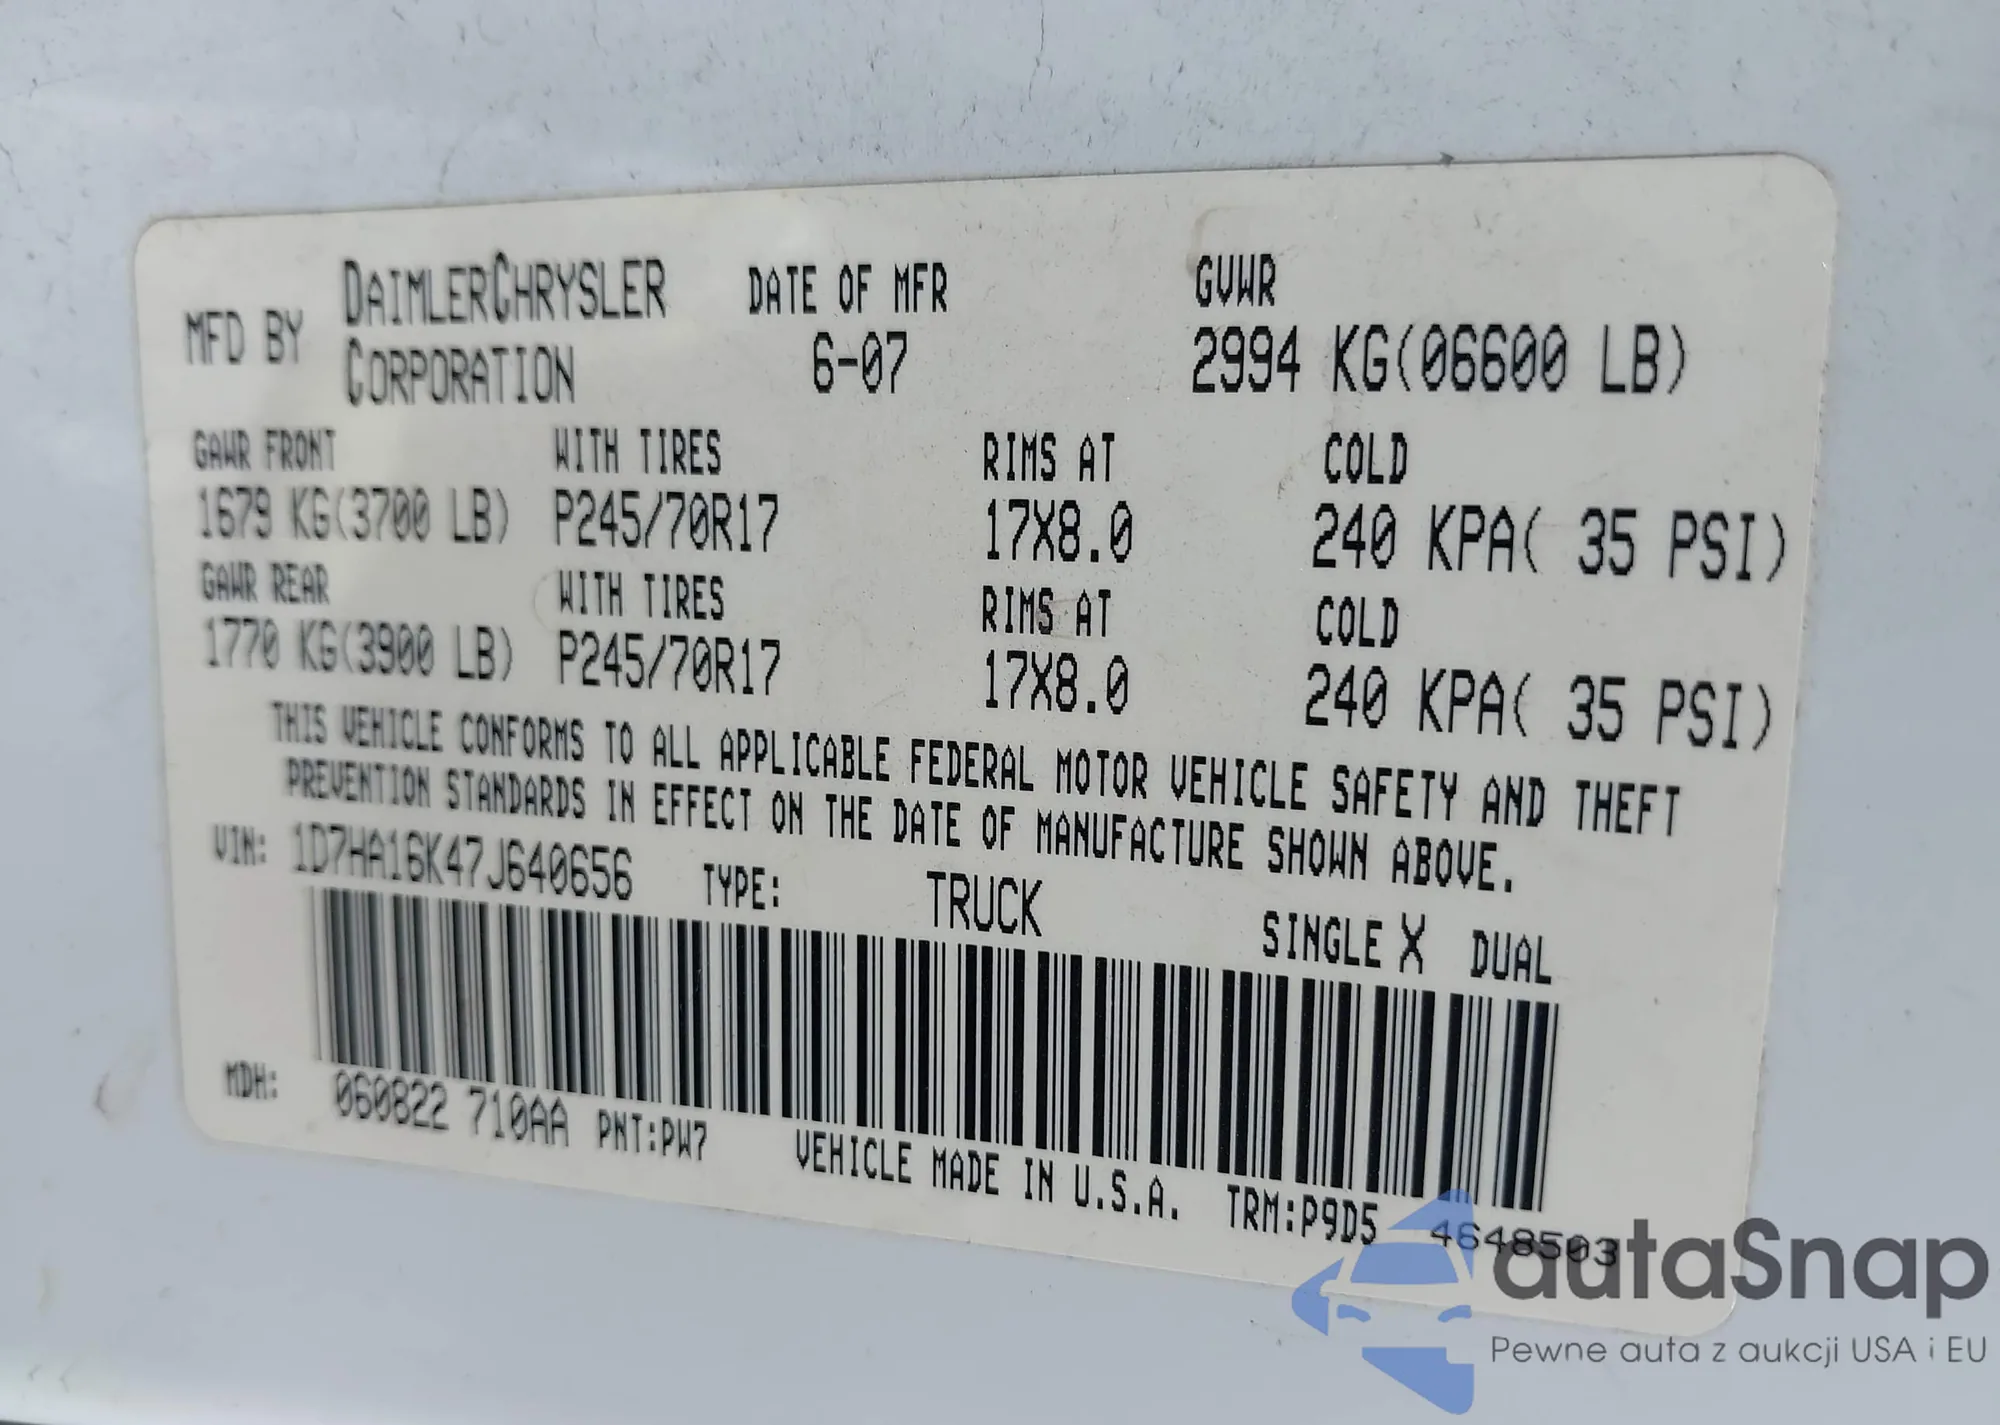 MFD BY DAIMLERCHRYSLER CORPORATION DATE OF MFR 6-07 GVWR 2994 KG(06600 LB)
GAWR FRONT WITH TIRES RIMS AT COLD
1679 KG(3700 LB) P245/70R17 17X8.0 240 KPA( 35 PSI)
GAWR REAR WITH TIRES RIMS AT COLD
1770 KG(3900 LB) P245/70R17 17X8.0 240 KPA( 35 PSI)
THIS VEHICLE CONFORMS TO ALL APPLICABLE FEDERAL MOTOR VEHICLE SAFETY AND THEFT
PREVENTION STANDARDS IN EFFECT ON THE DATE OF MANUFACTURE SHOWN ABOVE.
VIN: 1D7HA16K47J640656 TYPE: TRUCK SINGLE X DUAL
MDH: 060822 710AA PNT:PW7 VEHICLE MADE IN U.S.A. TRM:P9D5 4648503
autaSnap
Pewne auta z aukcji USA i EU